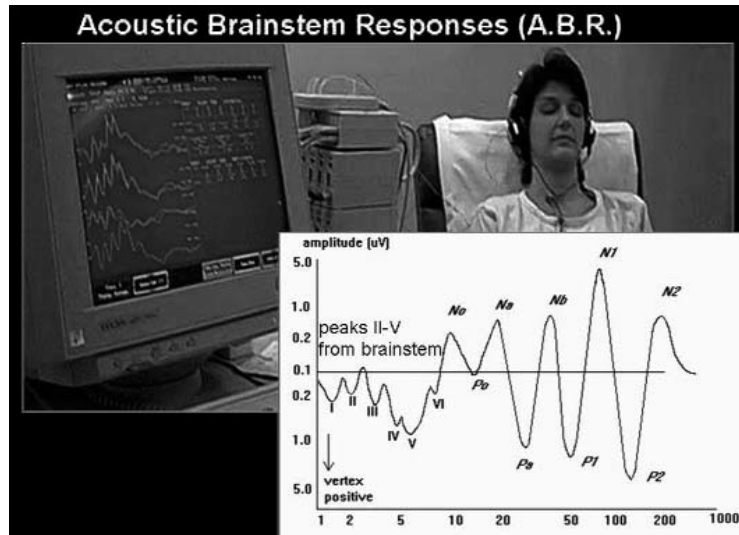 Acoustic Brainstem Responses (A.B.R.)
amplitude (uV)
N1
5.0
1.0
No
Na
Nb
N2
0.2
peaks II-V
from brainstem
0.1
Po
0.2
I
II
III
VI
IV
V
1.0
Pa
P1
P2
vertex
positive
5.0
1 2 5 10 20 50 100 200 1000